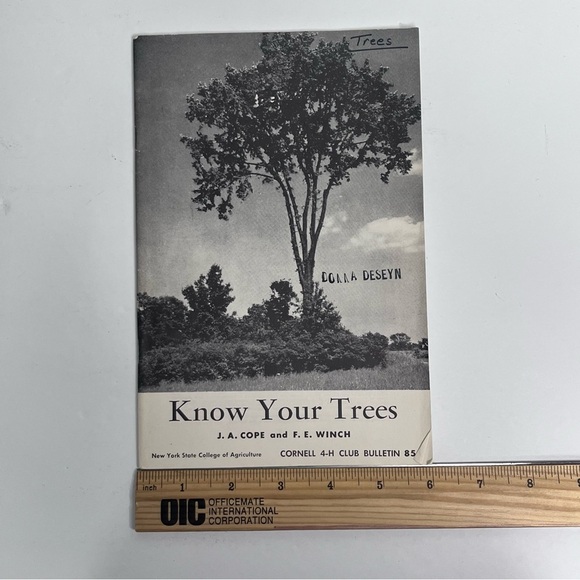 Trees
DONNA DESEYN
Know Your Trees
J. A. COPE and F. E. WINCH
New York State College of Agriculture CORNELL 4-H CLUB BULLETIN 85
inch 1 2 3 4 5 6 7 8 9
OIC OFFICEMATE
INTERNATIONAL
CORPORATION